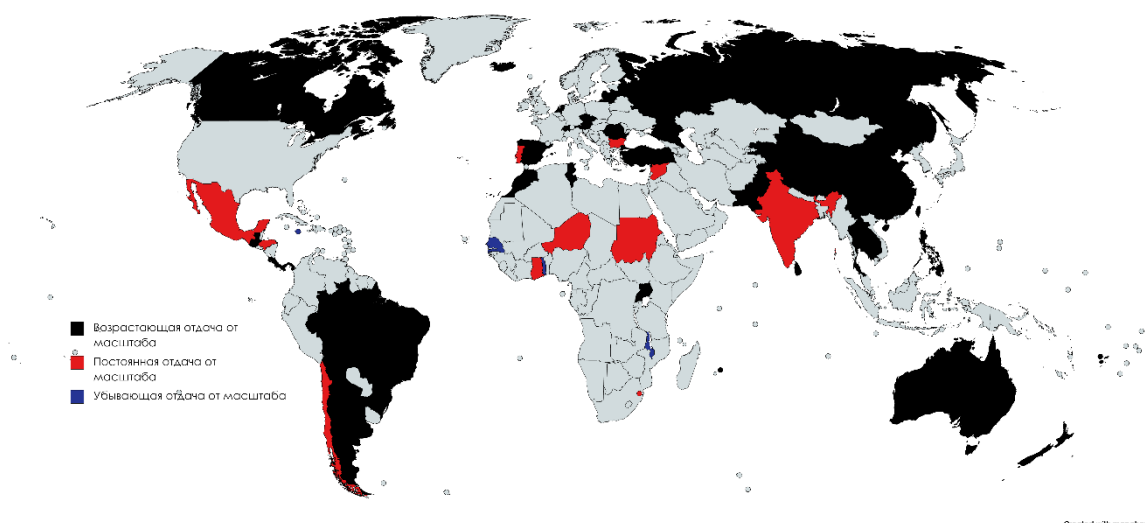 Возрастающая отдача от
масштаба
Постоянная отдача от
масштаба
Убывающая отдача от масштаба